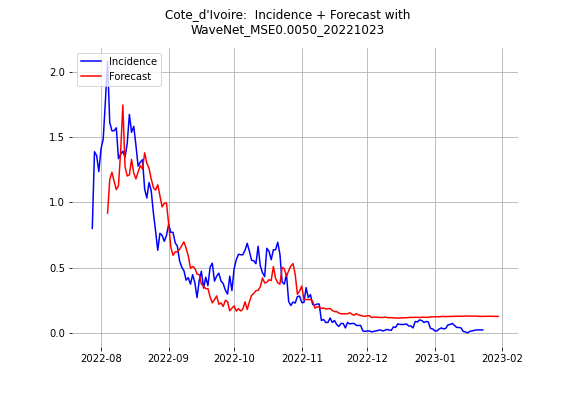 Cote_d'Ivoire:  Incidence + Forecast with
WaveNet_MSE0.0050_20221023
Incidence
Forecast
2.0
1.5
1.0
0.5
0.0
2022-08 2022-09 2022-10 2022-11 2022-12 2023-01 2023-02